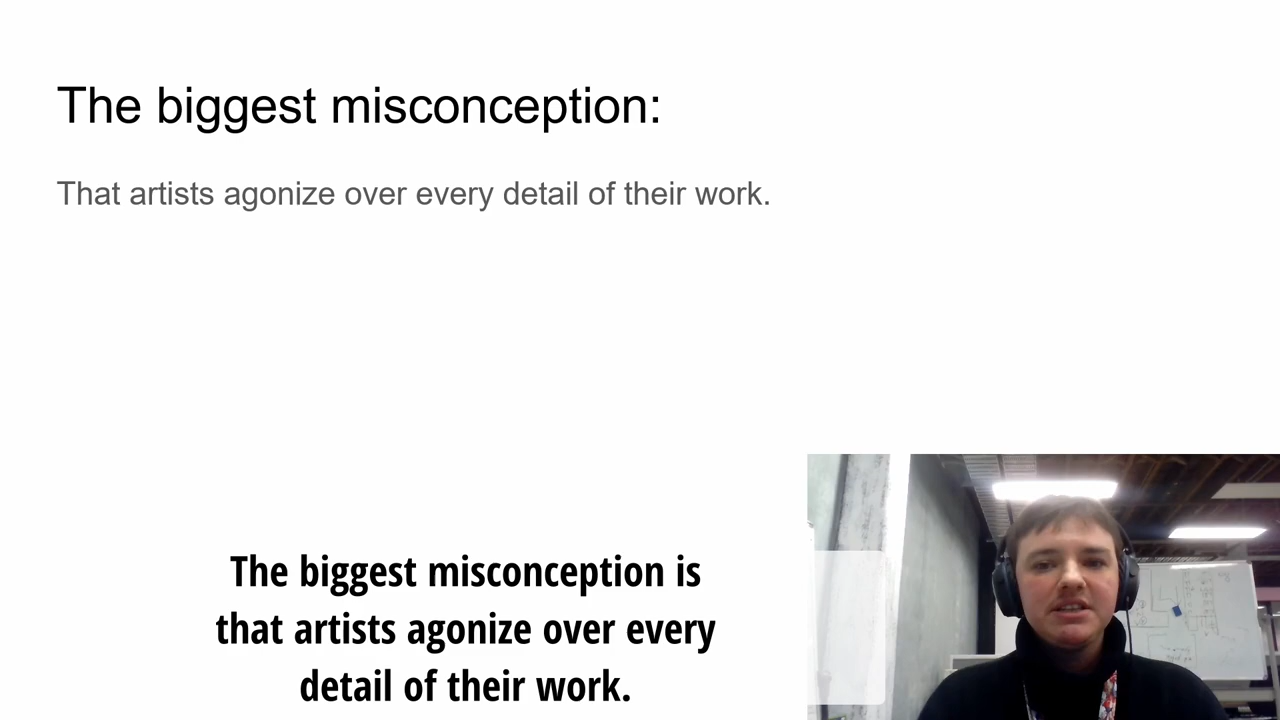 The biggest misconception:
That artists agonize over every detail of their work.
The biggest misconception is
that artists agonize over every
detail of their work.